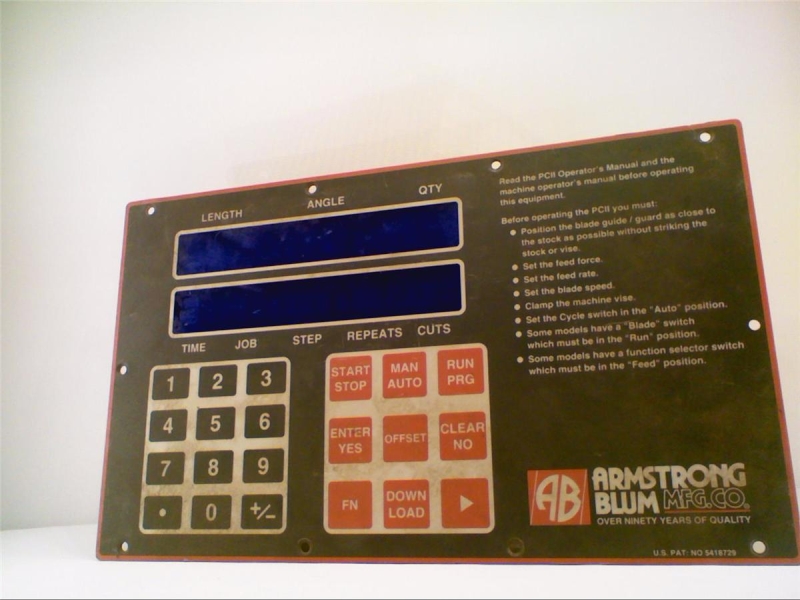 LENGTH ANGLE QTY
TIME JOB STEP REPEATS CUTS
1 2 3
4 5 6
7 8 9
• 0 +/−
START STOP
MAN AUTO
RUN PRG
ENTER YES
OFFSET
CLEAR NO
FN
DOWN LOAD
Read the PCII Operator's Manual and the
machine operator's manual before operating
this equipment.
Before operating the PCII you must:
• Position the blade guide / guard as close to
the stock as possible without striking the
stock or vise.
• Set the feed force.
• Set the feed rate.
• Set the blade speed.
• Clamp the machine vise.
• Set the Cycle switch in the "Auto" position.
• Some models have a "Blade" switch
which must be in the "Run" position.
• Some models have a function selector switch
which must be in the "Feed" position.
AB ARMSTRONG
BLUM MFG.CO.
OVER NINETY YEARS OF QUALITY
U.S. PAT: NO 5416729